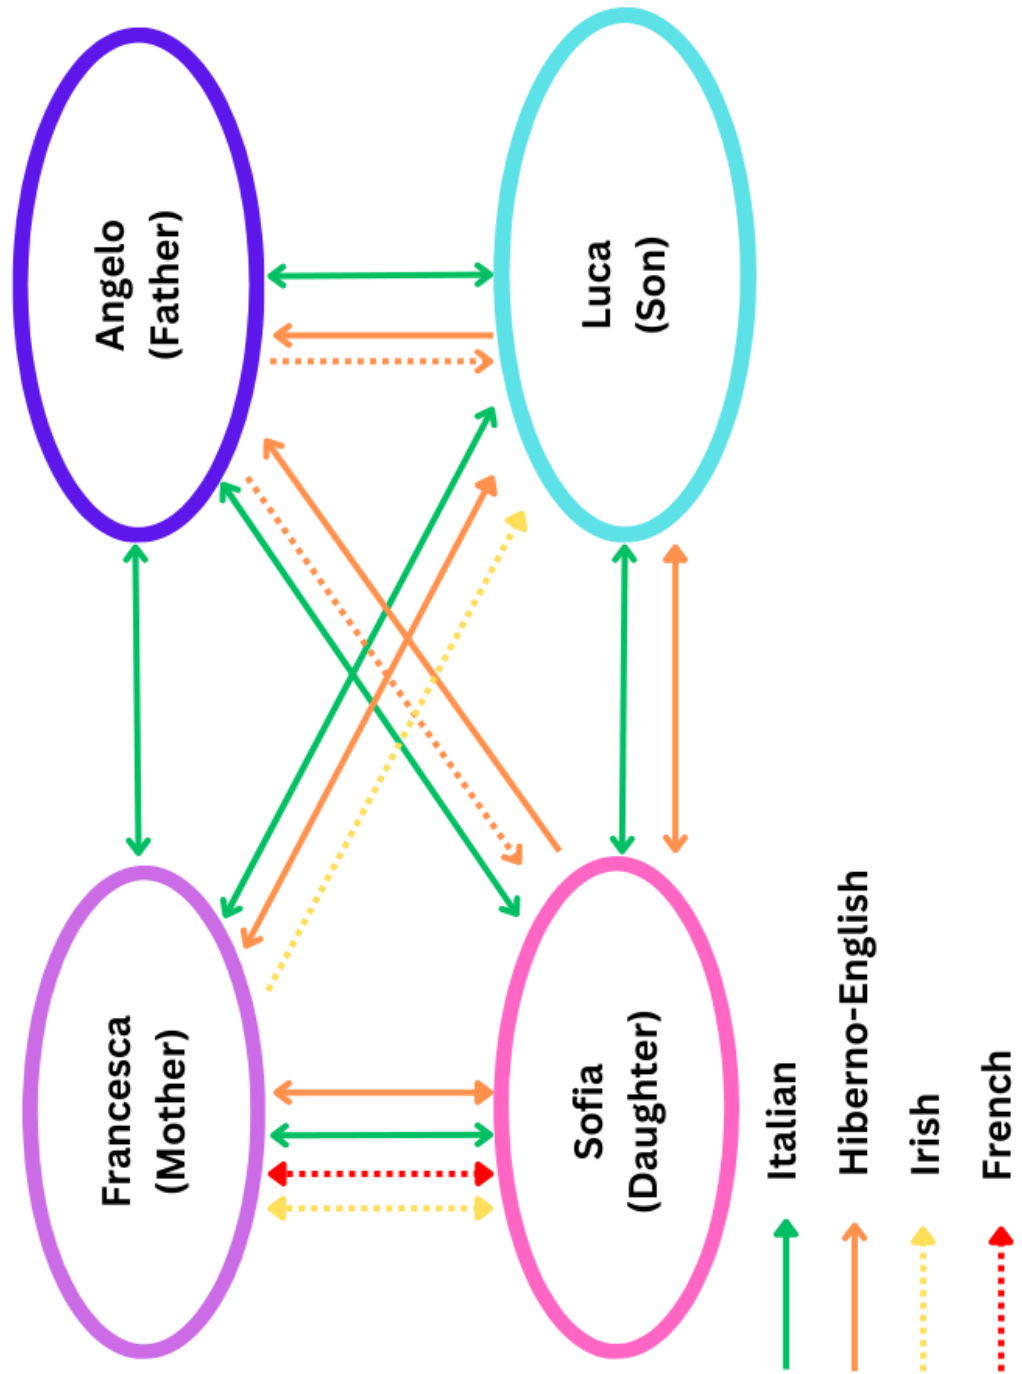 Francesca
(Mother)
Angelo
(Father)
Sofia
(Daughter)
Luca
(Son)
Italian
Hiberno-English
Irish
French